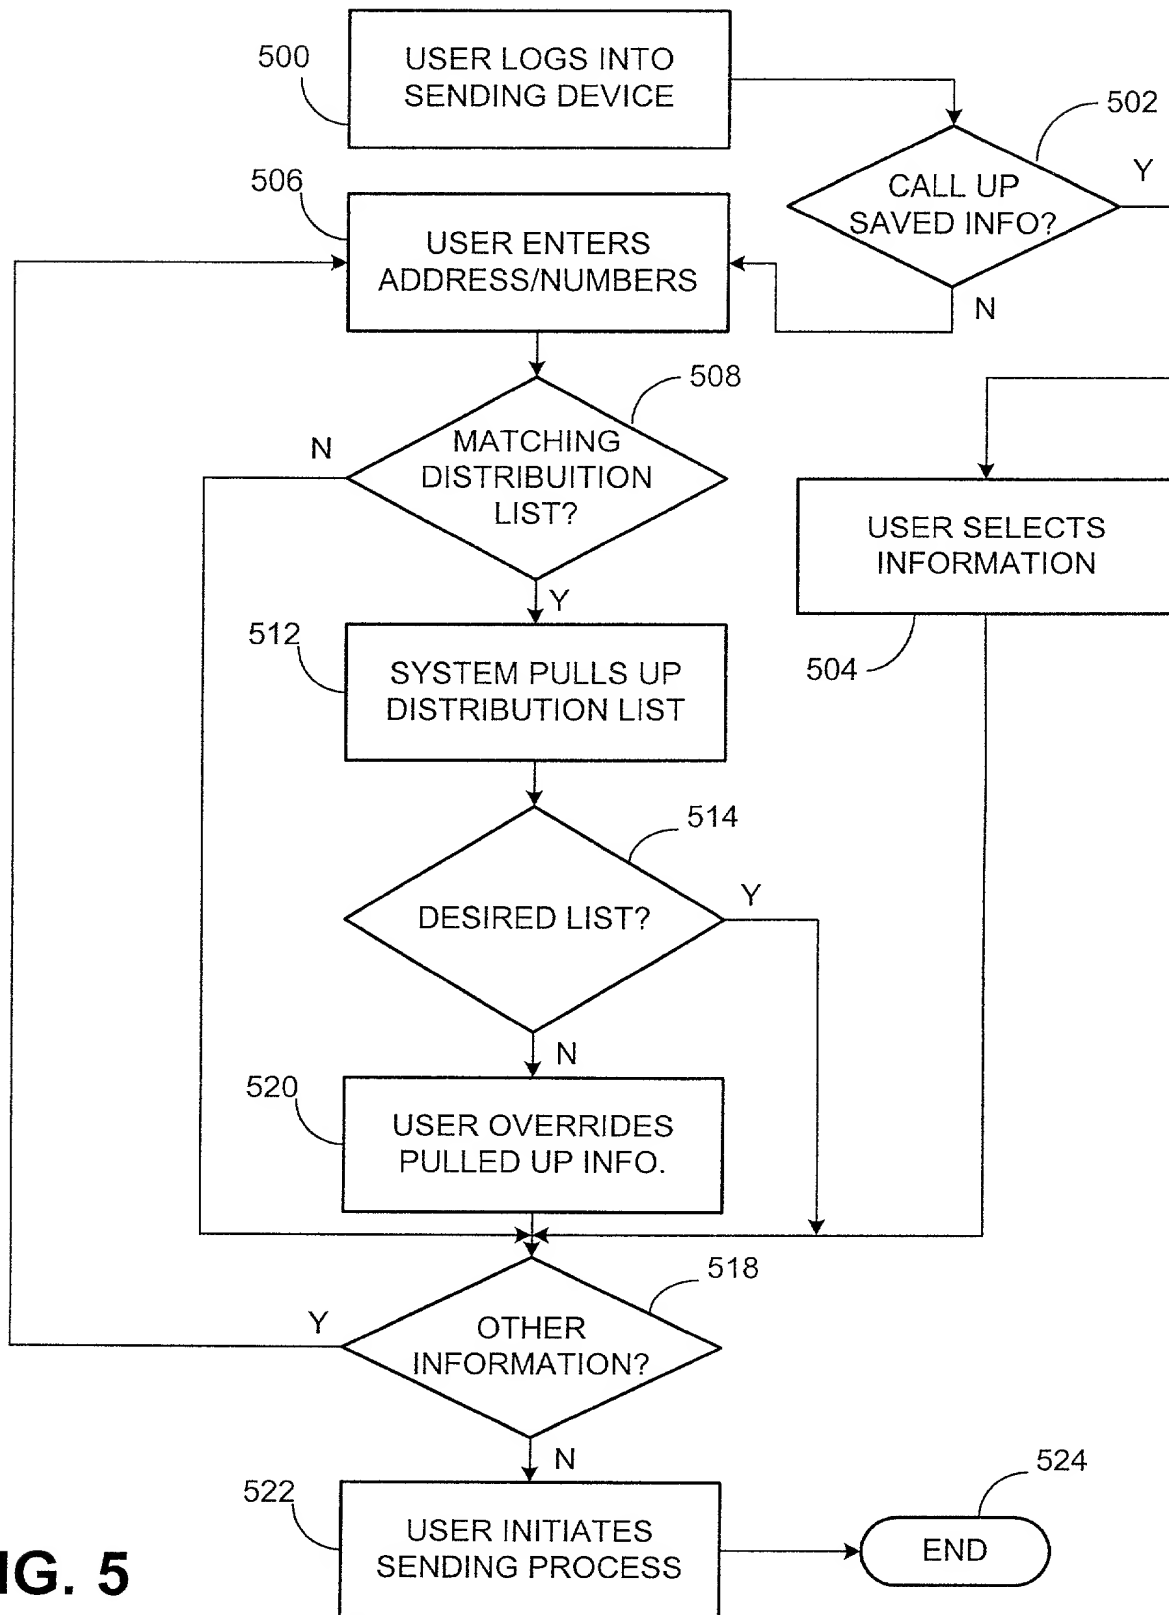 500
USER LOGS INTO
SENDING DEVICE
502
CALL UP
SAVED INFO?
Y
N
506
USER ENTERS
ADDRESS/NUMBERS
508
MATCHING
DISTRIBUITION
LIST?
N
Y
USER SELECTS
INFORMATION
504
512
SYSTEM PULLS UP
DISTRIBUTION LIST
514
DESIRED LIST?
Y
N
520
USER OVERRIDES
PULLED UP INFO.
518
OTHER
INFORMATION?
Y
N
522
USER INITIATES
SENDING PROCESS
524
END
IG. 5